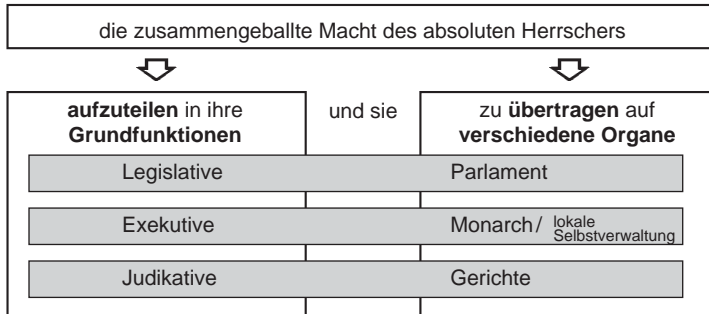 die zusammengeballte Macht des absoluten Herrschers
aufzuteilen in ihre
Grundfunktionen
und sie
zu übertragen auf
verschiedene Organe
Legislative Parlament
Exekutive Monarch / lokale
Selbstverwaltung
Judikative Gerichte